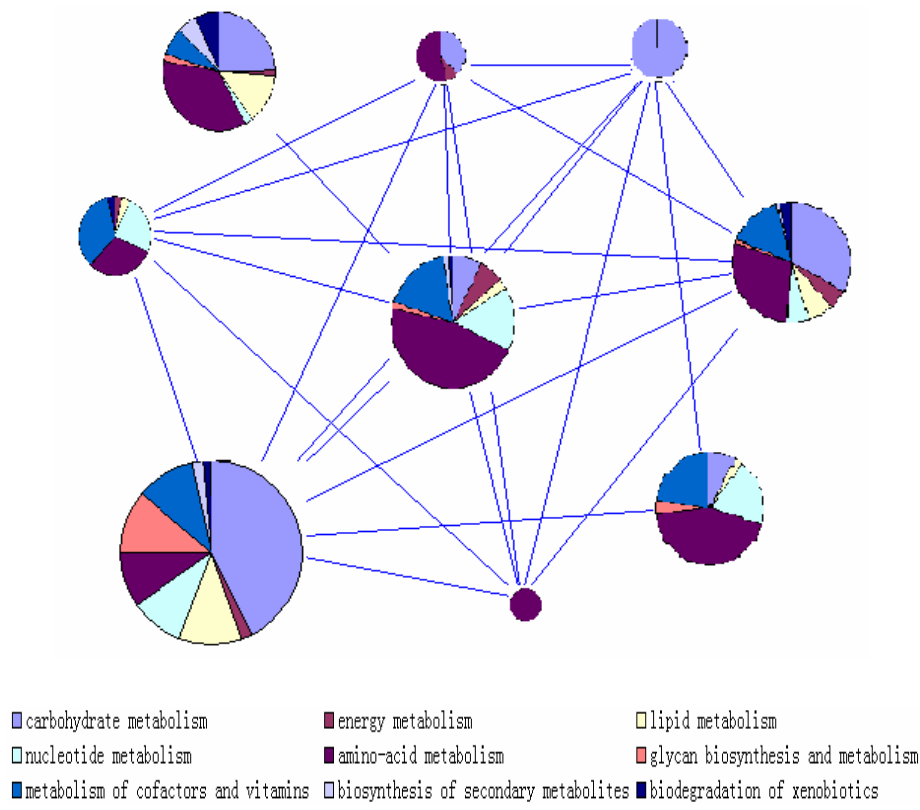 carbohydrate metabolism energy metabolism lipid metabolism
nucleotide metabolism amino-acid metabolism glycan biosynthesis and metabolism
metabolism of cofactors and vitamins biosynthesis of secondary metabolites biodegradation of xenobiotics